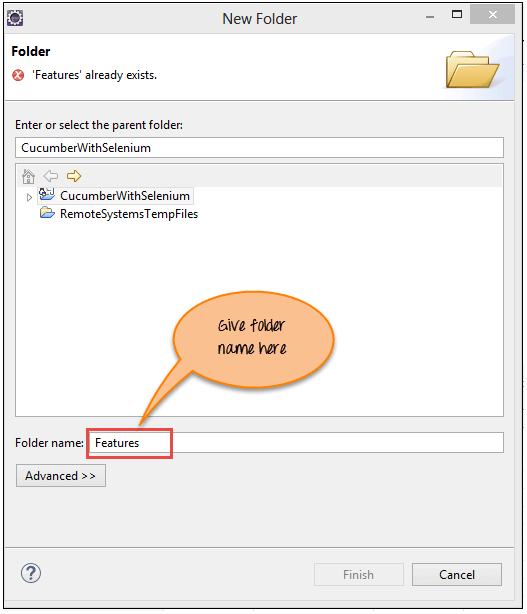 New Folder
Folder
'Features' already exists.
Enter or select the parent folder:
CucumberWithSelenium
CucumberWithSelenium
RemoteSystemsTempFiles
Give folder
name here
Folder name: Features
Advanced >>
Finish Cancel